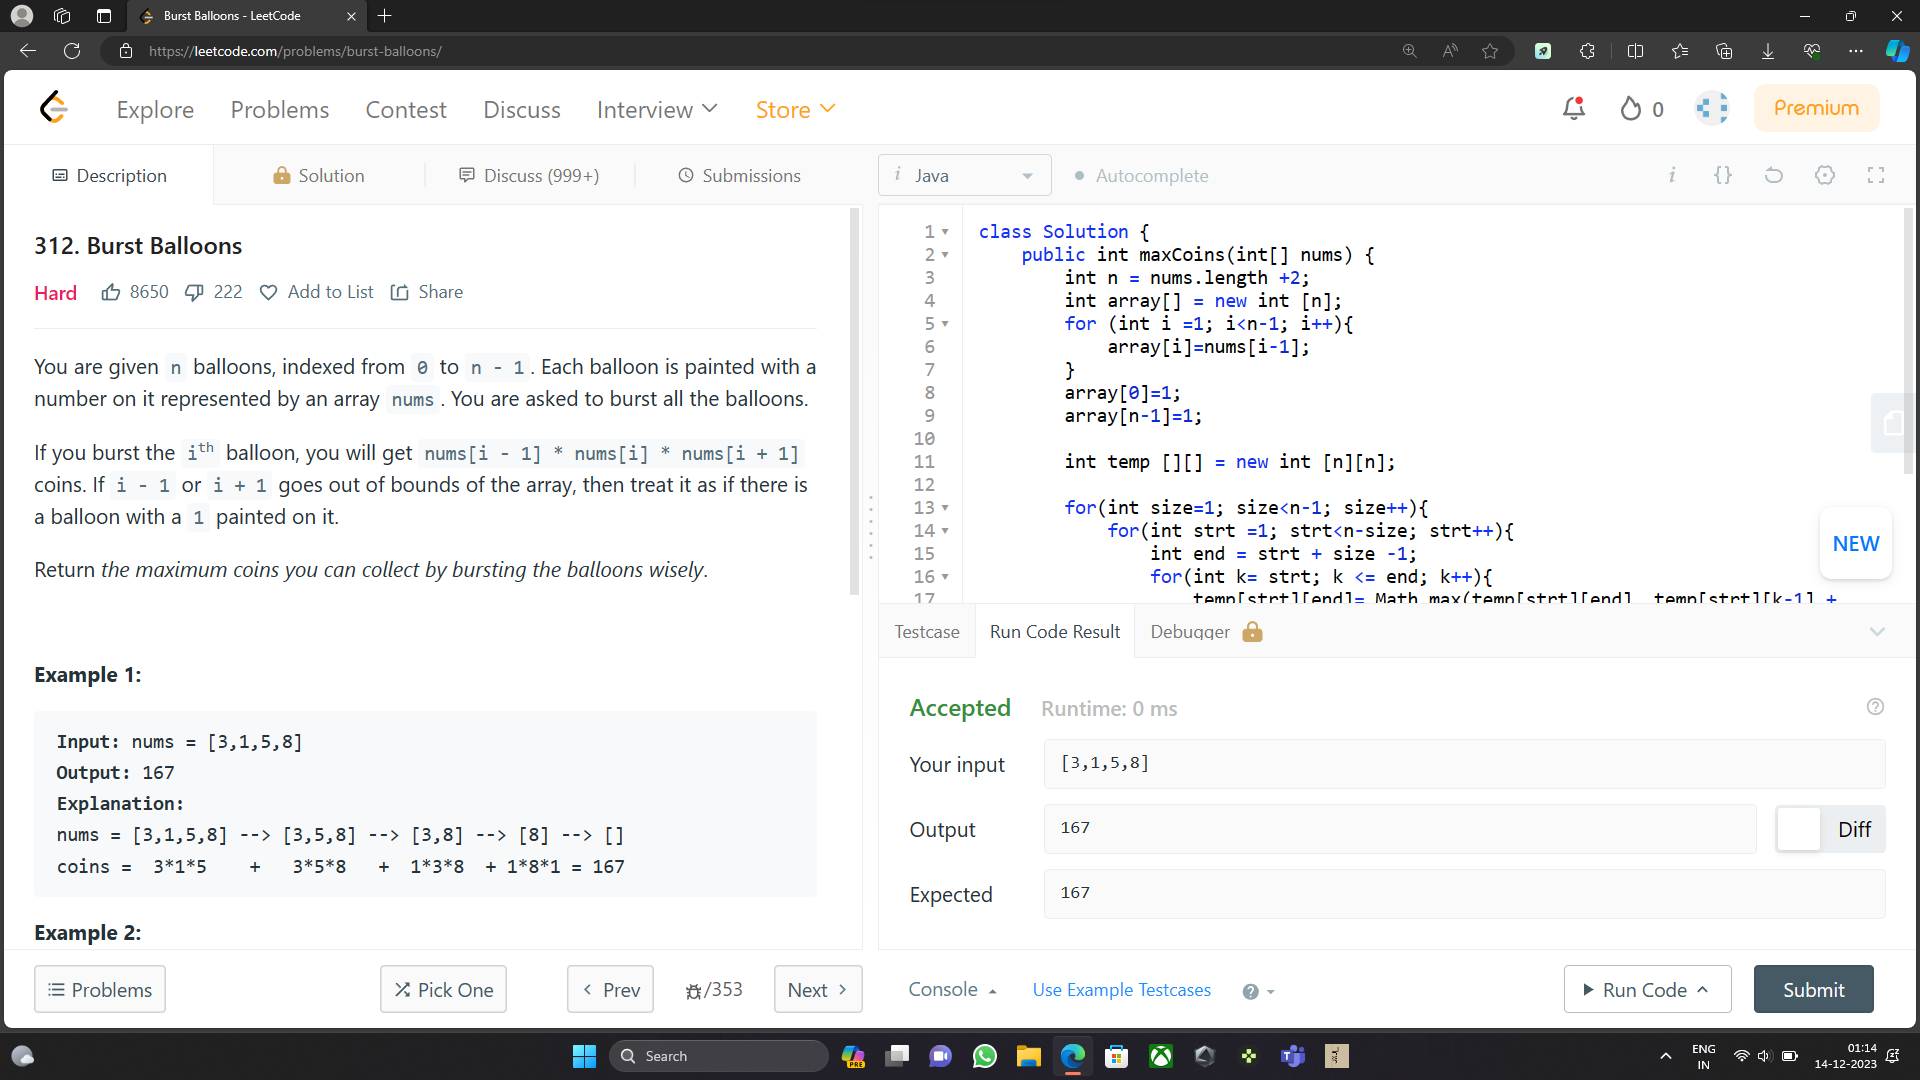 Burst Balloons - LeetCode
https://leetcode.com/problems/burst-balloons/
Explore Problems Contest Discuss Interview Store 0 Premium
Description Solution Discuss (999+) Submissions
312. Burst Balloons
Hard 8650 222 Add to List Share
You are given n balloons, indexed from 0 to n - 1. Each balloon is painted with a
number on it represented by an array nums. You are asked to burst all the balloons.
If you burst the ith balloon, you will get nums[i - 1] * nums[i] * nums[i + 1]
coins. If i - 1 or i + 1 goes out of bounds of the array, then treat it as if there is
a balloon with a 1 painted on it.
Return the maximum coins you can collect by bursting the balloons wisely.
Example 1:
Input: nums = [3,1,5,8]
Output: 167
Explanation:
nums = [3,1,5,8] --> [3,5,8] --> [3,8] --> [8] --> []
coins =  3*1*5    +   3*5*8   +  1*3*8  + 1*8*1 = 167
Example 2:
Problems Pick One Prev /353 Next
i Java Autocomplete i {}
1 class Solution {
2 public int maxCoins(int[] nums) {
3 int n = nums.length +2;
4 int array[] = new int [n];
5 for (int i =1; i<n-1; i++){
6 array[i]=nums[i-1];
7 }
8 array[0]=1;
9 array[n-1]=1;
10
11 int temp [][] = new int [n][n];
12
13 for(int size=1; size<n-1; size++){
14 for(int strt =1; strt<n-size; strt++){
15 int end = strt + size -1;
16 for(int k= strt; k <= end; k++){
17 temp[strt][end]= Math.max(temp[strt][end], temp[strt][k-1] +
NEW
Testcase Run Code Result Debugger
Accepted Runtime: 0 ms
Your input [3,1,5,8]
Output 167 Diff
Expected 167
Console Use Example Testcases Run Code Submit
Search PRE ENG IN 01:14 14-12-2023